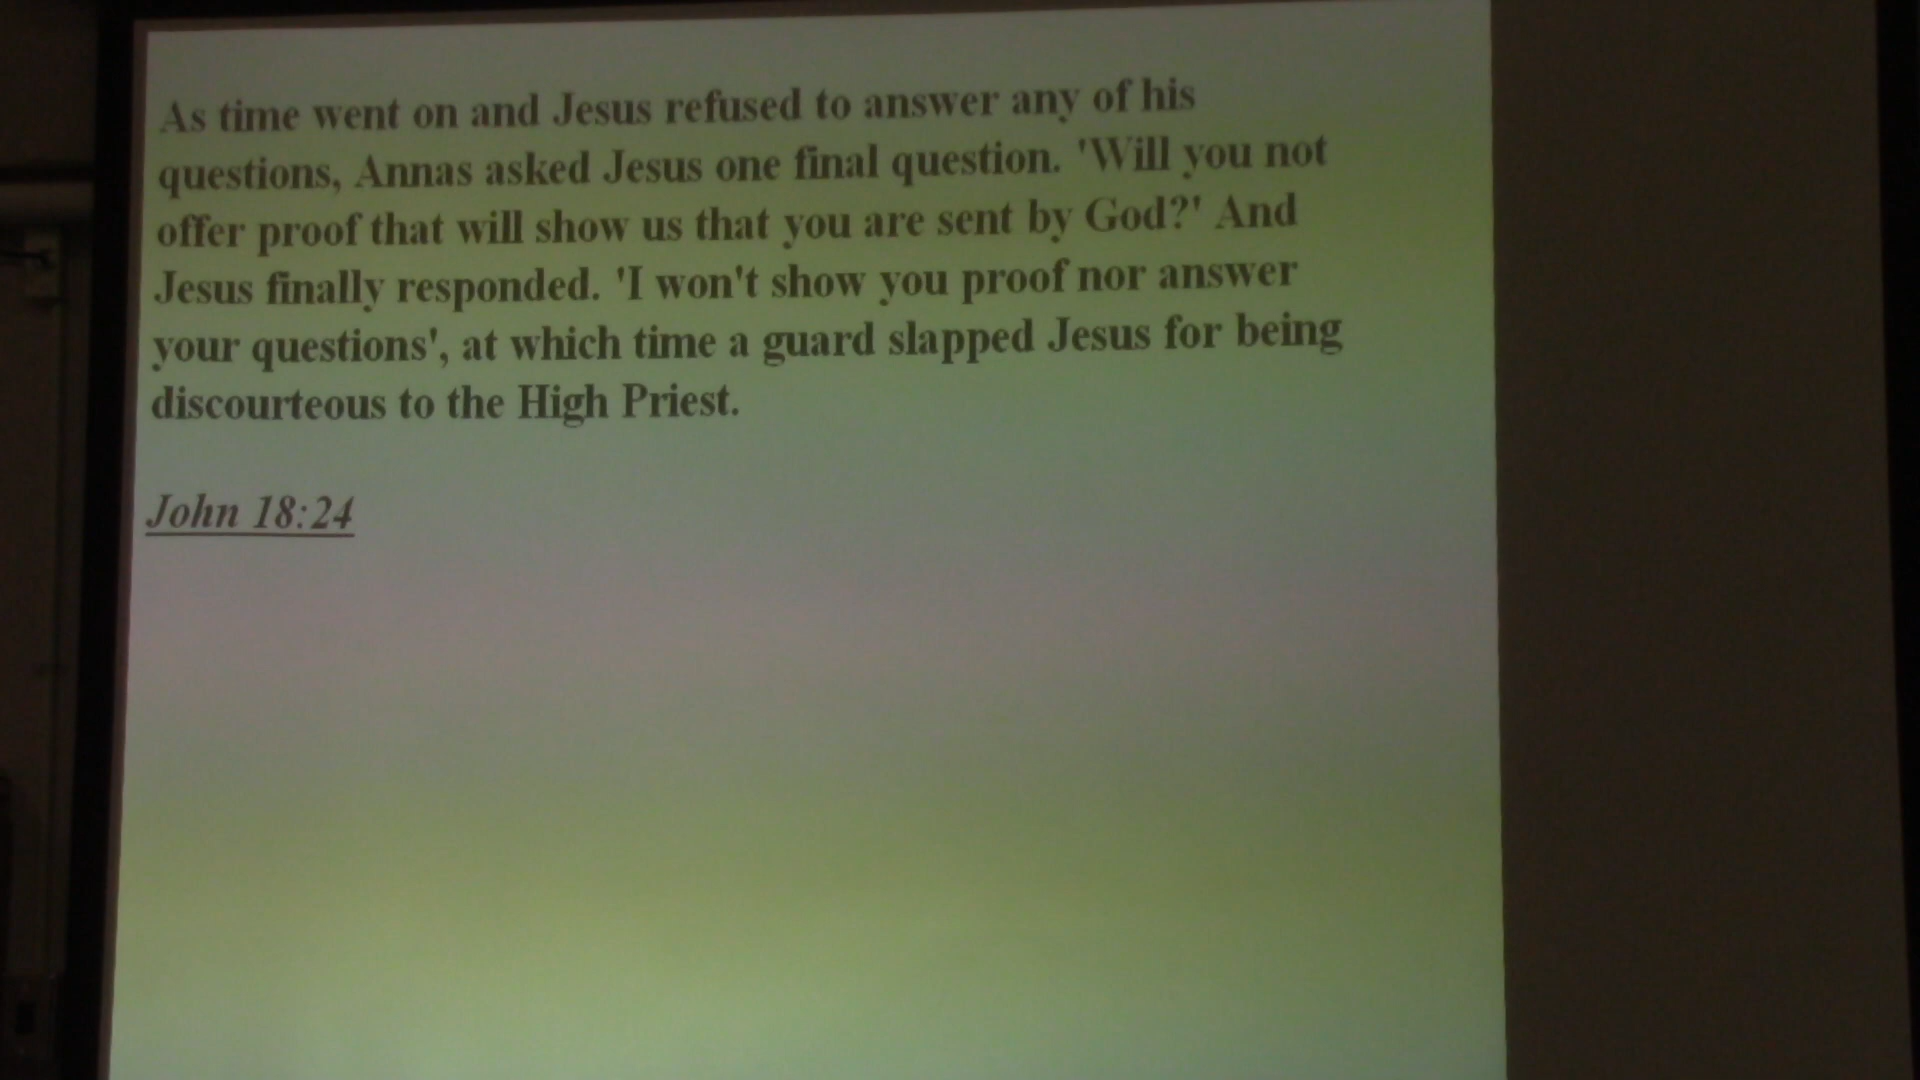 As time went on and Jesus refused to answer any of his
questions, Annas asked Jesus one final question. 'Will you not
offer proof that will show us that you are sent by God?' And
Jesus finally responded. 'I won't show you proof nor answer
your questions', at which time a guard slapped Jesus for being
discourteous to the High Priest.
John 18:24